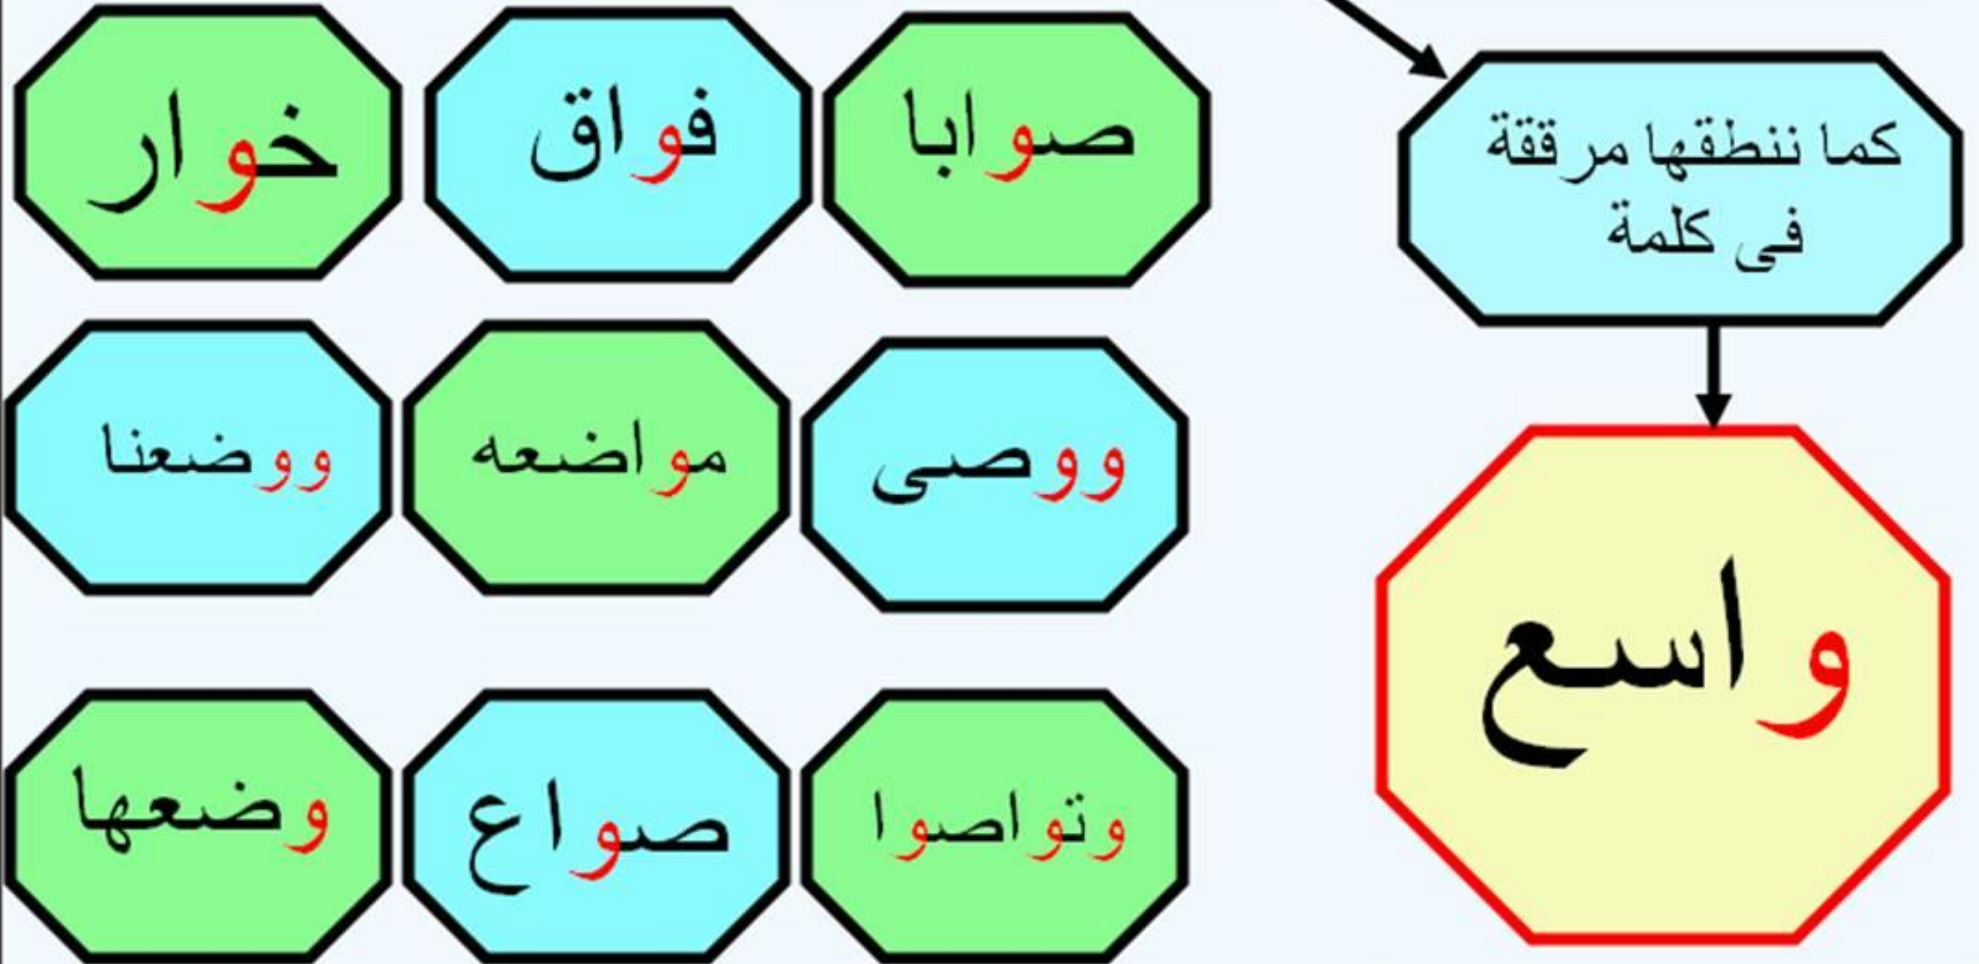 كما ننطقها مرققة
فى كلمة
واسع
صوابا
فواق
خوار
ووصى
مواضعه
ووضعنا
وتواصوا
صواع
وضعها